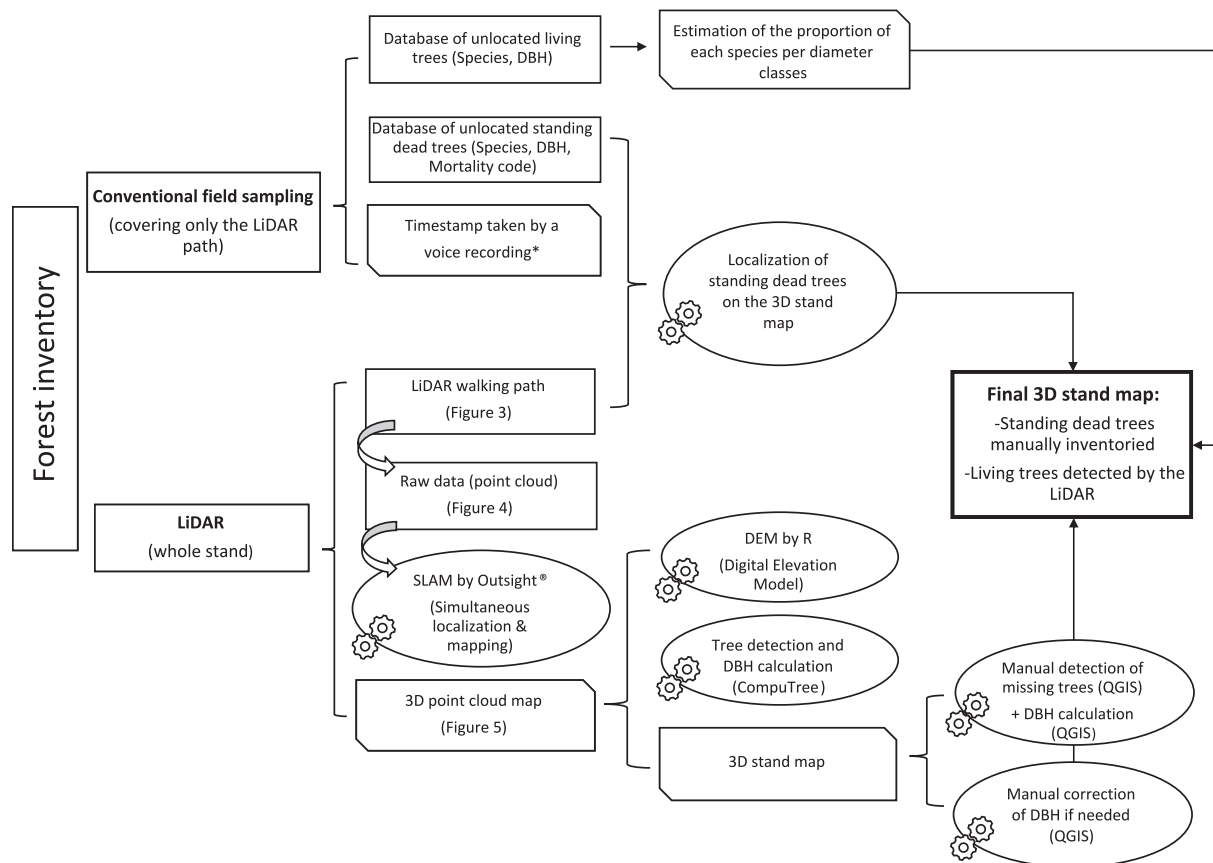 Forest inventory
Conventional field sampling
(covering only the LiDAR
path)
Database of unlocated living
trees (Species, DBH)
Estimation of the proportion of
each species per diameter
classes
Database of unlocated standing
dead trees (Species, DBH,
Mortality code)
Timestamp taken by a
voice recording*
Localization of
standing dead trees
on the 3D stand
map
LiDAR
(whole stand)
LiDAR walking path
(Figure 3)
Raw data (point cloud)
(Figure 4)
SLAM by Outsight®
(Simultaneous
localization &
mapping)
3D point cloud map
(Figure 5)
DEM by R
(Digital Elevation
Model)
Tree detection and
DBH calculation
(CompuTree)
3D stand map
Manual detection of
missing trees (QGIS)
+ DBH calculation
(QGIS)
Manual correction
of DBH if needed
(QGIS)
Final 3D stand map:
-Standing dead trees
manually inventoried
-Living trees detected by the
LiDAR